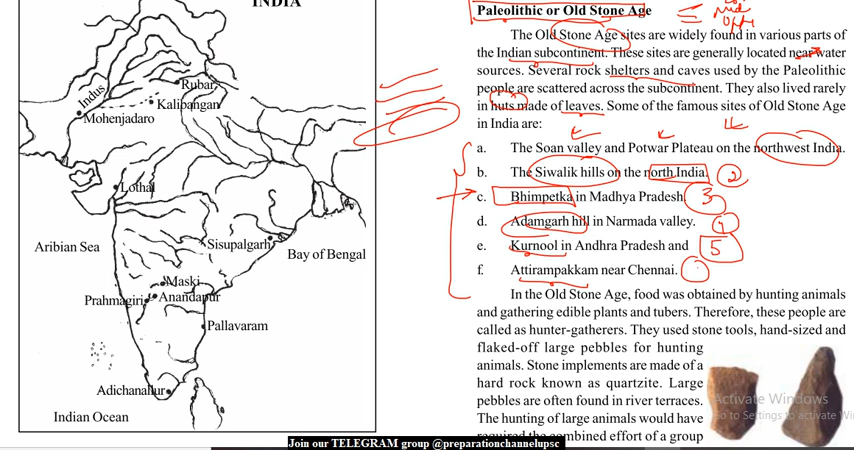 INDIA
Indus
Rubar
Kalibangan
Mohenjadaro
Lothal
Aribian Sea
Sisupalgarh
Bay of Bengal
Maski
Prahmagiri
Anandapur
Pallavaram
Adichanallur
Indian Ocean
Paleolithic or Old Stone Age
The Old Stone Age sites are widely found in various parts of
the Indian subcontinent. These sites are generally located near water
sources. Several rock shelters and caves used by the Paleolithic
people are scattered across the subcontinent. They also lived rarely
in huts made of leaves. Some of the famous sites of Old Stone Age
in India are:
a. The Soan valley and Potwar Plateau on the northwest India.
b. The Siwalik hills on the north India. 2
c. Bhimpetka in Madhya Pradesh. 3
d. Adamgarh hill in Narmada valley. 4
e. Kurnool in Andhra Pradesh and 5
f. Attirampakkam near Chennai.
In the Old Stone Age, food was obtained by hunting animals
and gathering edible plants and tubers. Therefore, these people are
called as hunter-gatherers. They used stone tools, hand-sized and
flaked-off large pebbles for hunting
animals. Stone implements are made of a
hard rock known as quartzite. Large
pebbles are often found in river terraces.
The hunting of large animals would have
required the combined effort of a group
Activate Windows
Go to Settings to activate Wi
Join our TELEGRAM group @preparationchannelupsc